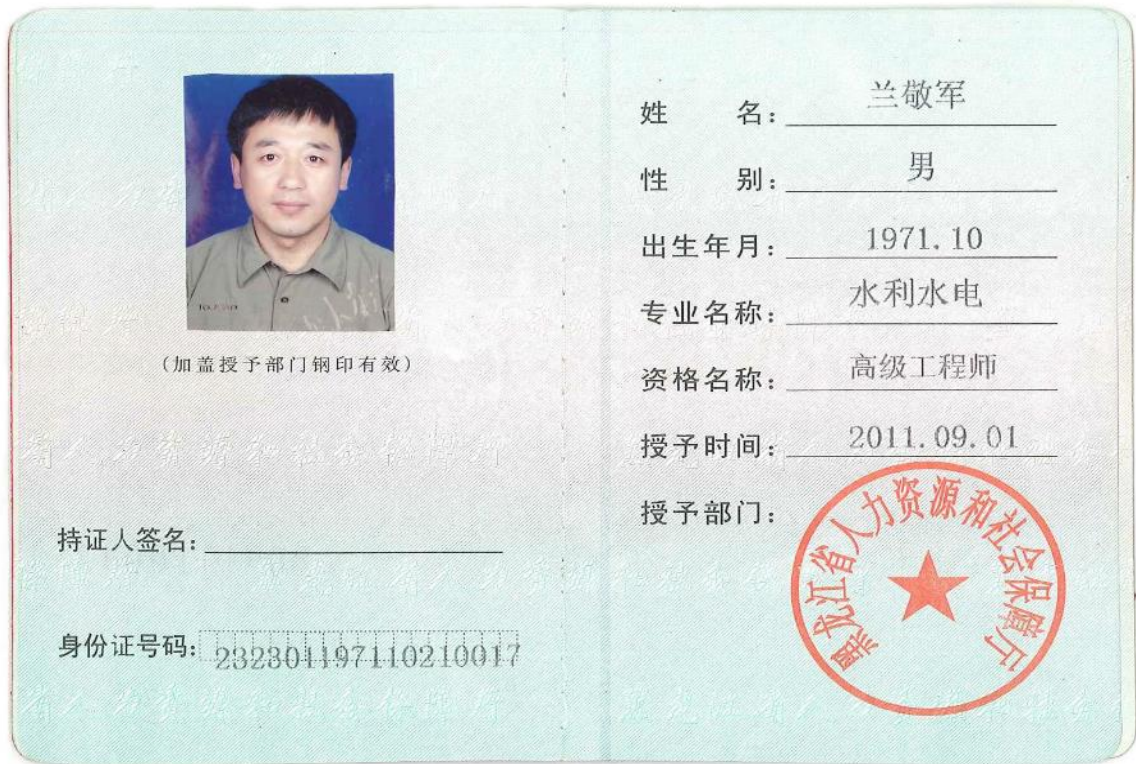 (加盖授予部门钢印有效)
持证人签名:
身份证号码: 232301197110210017
姓 名: 兰敬军
性 别: 男
出生年月: 1971.10
专业名称: 水利水电
资格名称: 高级工程师
授予时间: 2011.09.01
授予部门:
黑龙江省人力资源和社会保障厅